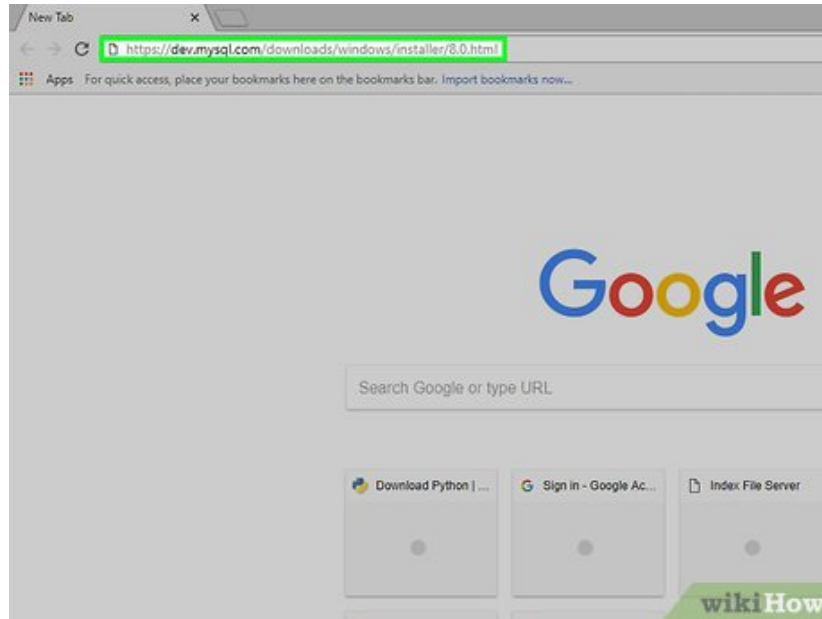 New Tab
https://dev.mysql.com/downloads/windows/installer/8.0.html
Apps For quick access, place your bookmarks here on the bookmarks bar. Import bookmarks now...
Google
Search Google or type URL
Download Python | ... Sign in - Google Ac... Index File Server
wikiHow